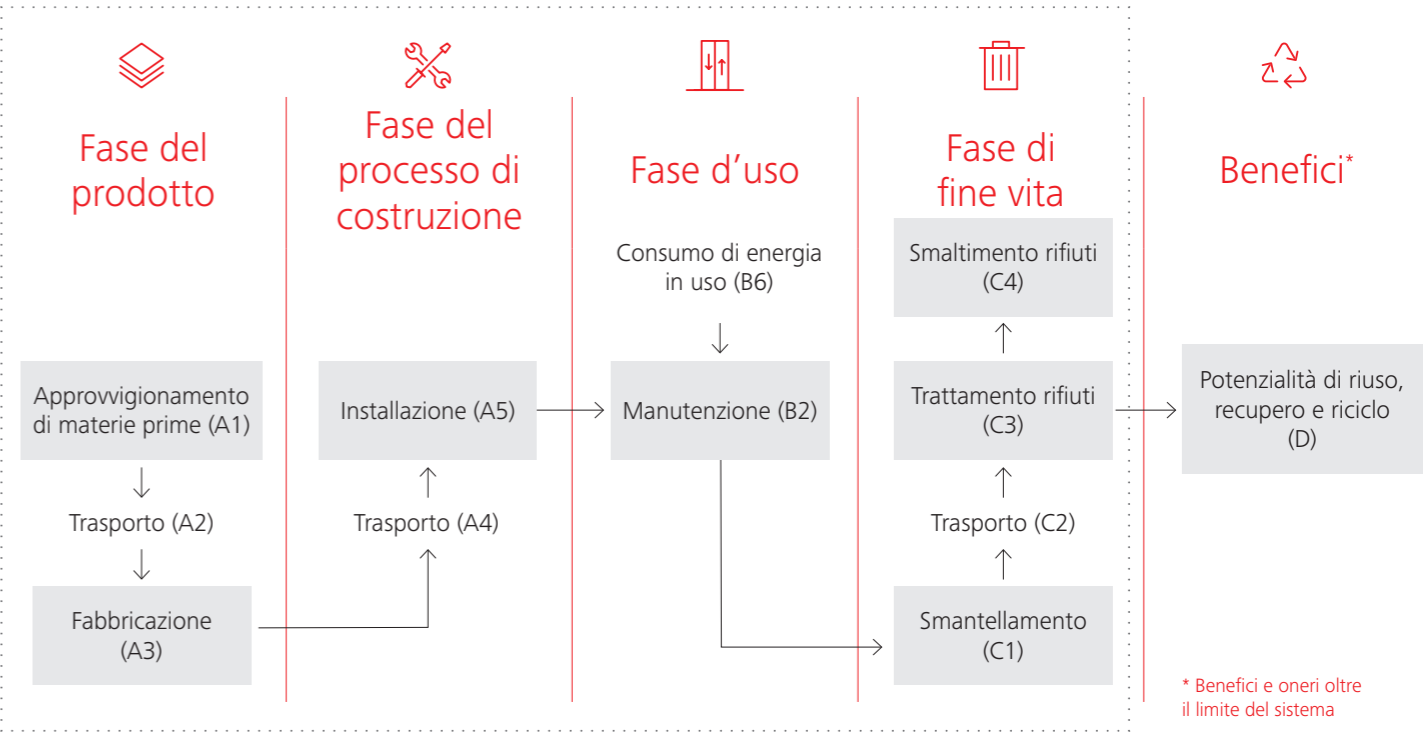 Fase del
prodotto
Approvvigionamento
di materie prime (A1)
Trasporto (A2)
Fabbricazione
(A3)
Fase del
processo di
costruzione
Installazione (A5)
Trasporto (A4)
Fase d’uso
Consumo di energia
in uso (B6)
Manutenzione (B2)
Fase di
fine vita
Smaltimento rifiuti
(C4)
Trattamento rifiuti
(C3)
Trasporto (C2)
Smantellamento
(C1)
Benefici*
Potenzialità di riuso,
recupero e riciclo
(D)
* Benefici e oneri oltre
il limite del sistema